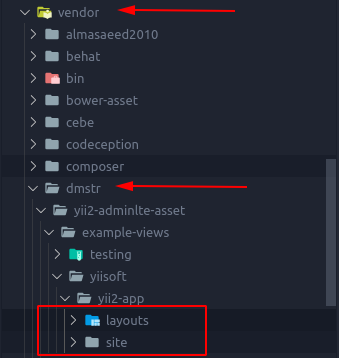 vendor
almasaeed2010
behat
bin
bower-asset
cebe
codeception
composer
dmstr
yii2-adminlte-asset
example-views
testing
yiisoft
yii2-app
layouts
site